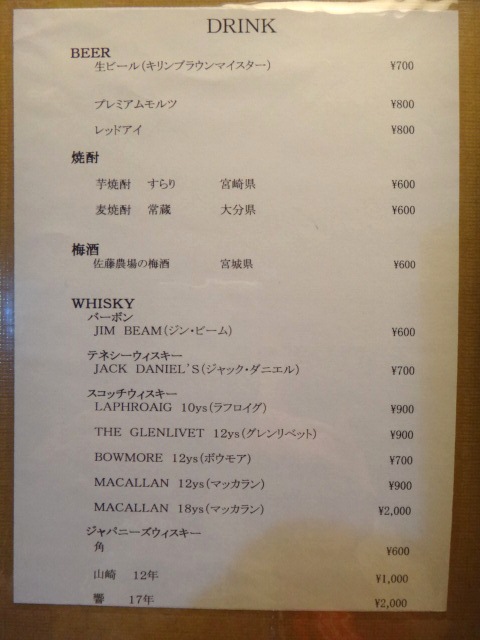 DRINK
BEER
生ビール(キリンブラウンマイスター) ¥700
プレミアムモルツ ¥800
レッドアイ ¥800
焼酎
芋焼酎 すらり 宮崎県 ¥600
麦焼酎 常蔵 大分県 ¥600
梅酒
佐藤農場の梅酒 宮城県 ¥600
WHISKY
バーボン
JIM BEAM(ジン・ビーム) ¥600
テネシーウィスキー
JACK DANIEL'S(ジャック・ダニエル) ¥700
スコッチウィスキー
LAPHROAIG 10ys(ラフロイグ) ¥900
THE GLENLIVET 12ys(グレンリベット) ¥900
BOWMORE 12ys(ボウモア) ¥700
MACALLAN 12ys(マッカラン) ¥900
MACALLAN 18ys(マッカラン) ¥2,000
ジャパニーズウィスキー
角 ¥600
山崎 12年 ¥1,000
響 17年 ¥2,000